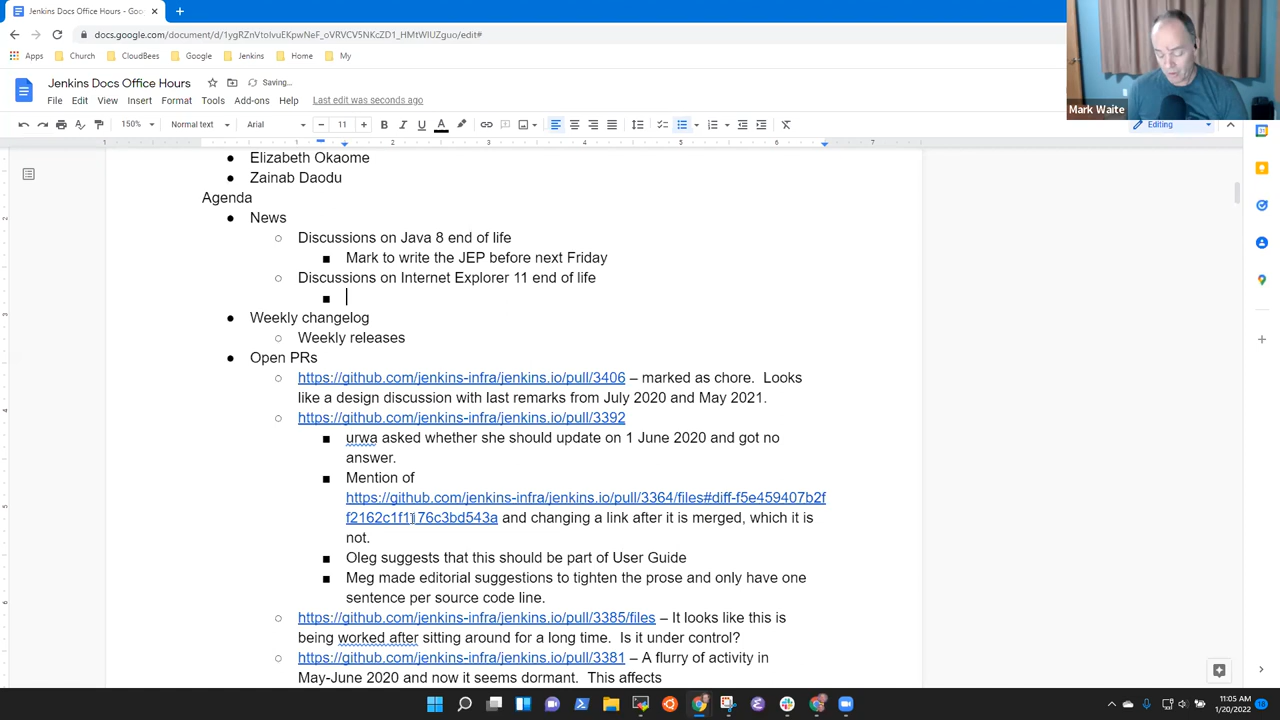 Jenkins Docs Office Hours - Goo
docs.google.com/document/d/1ygRZnVtoIvuEKpwNeF_oVRVCV5NKcZD1_HMtWIUZguo/edit#
Apps Church CloudBees Google Jenkins Home My
Jenkins Docs Office Hours Saving...
File Edit View Insert Format Tools Add-ons Help Last edit was seconds ago
150% Normal text Arial 11 Editing
Mark Waite
1 1 2 3 4 5 6 7
Elizabeth Okaome
Zainab Daodu
Agenda
News
Discussions on Java 8 end of life
Mark to write the JEP before next Friday
Discussions on Internet Explorer 11 end of life
Weekly changelog
Weekly releases
Open PRs
https://github.com/jenkins-infra/jenkins.io/pull/3406 – marked as chore. Looks
like a design discussion with last remarks from July 2020 and May 2021.
https://github.com/jenkins-infra/jenkins.io/pull/3392
urwa asked whether she should update on 1 June 2020 and got no
answer.
Mention of
https://github.com/jenkins-infra/jenkins.io/pull/3364/files#diff-f5e459407b2f
and changing a link after it is merged, which it is
not.
Oleg suggests that this should be part of User Guide
Meg made editorial suggestions to tighten the prose and only have one
sentence per source code line.
https://github.com/jenkins-infra/jenkins.io/pull/3385/files – It looks like this is
being worked after sitting around for a long time. Is it under control?
https://github.com/jenkins-infra/jenkins.io/pull/3381 – A flurry of activity in
May-June 2020 and now it seems dormant. This affects
11:05 AM
1/20/2022